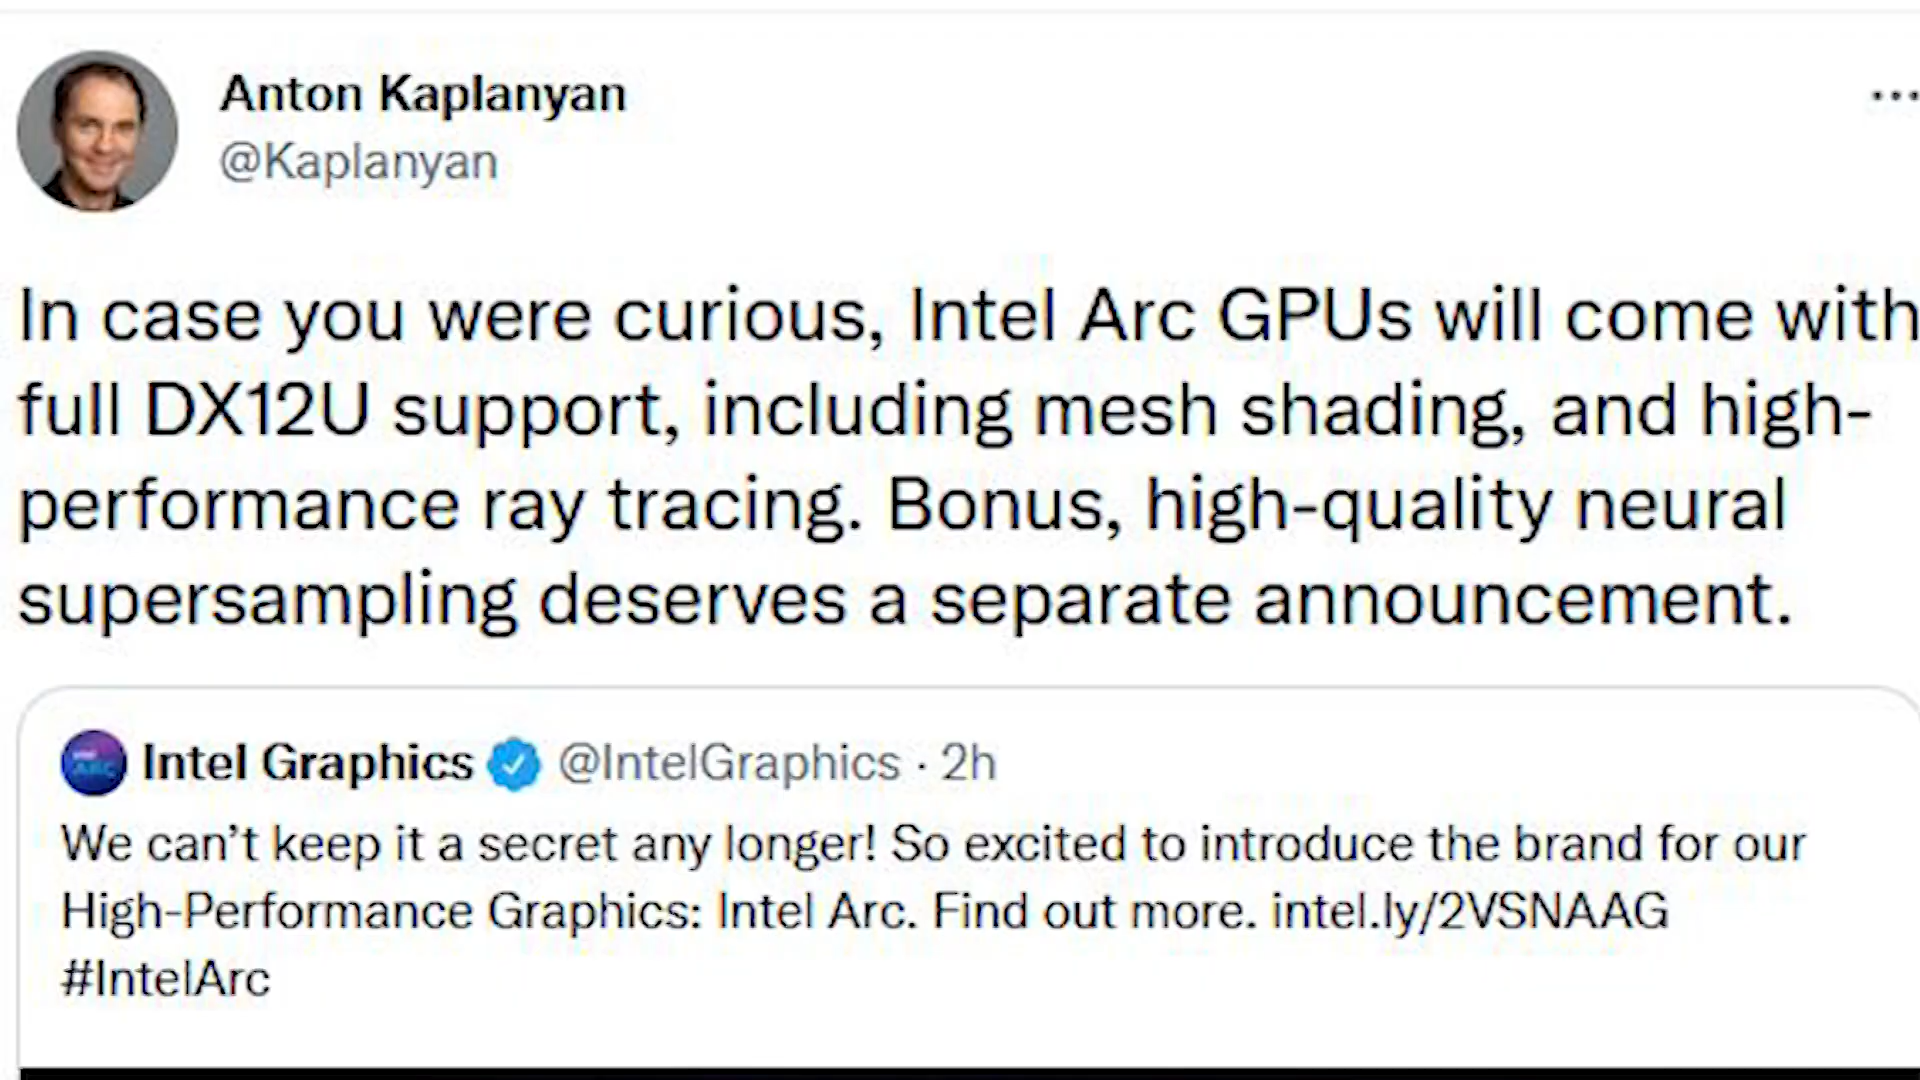 Anton Kaplanyan
@Kaplanyan
In case you were curious, Intel Arc GPUs will come with
full DX12U support, including mesh shading, and high-
performance ray tracing. Bonus, high-quality neural
supersampling deserves a separate announcement.
Intel Graphics @IntelGraphics · 2h
We can’t keep it a secret any longer! So excited to introduce the brand for our
High-Performance Graphics: Intel Arc. Find out more. intel.ly/2VSNAAG
#IntelArc